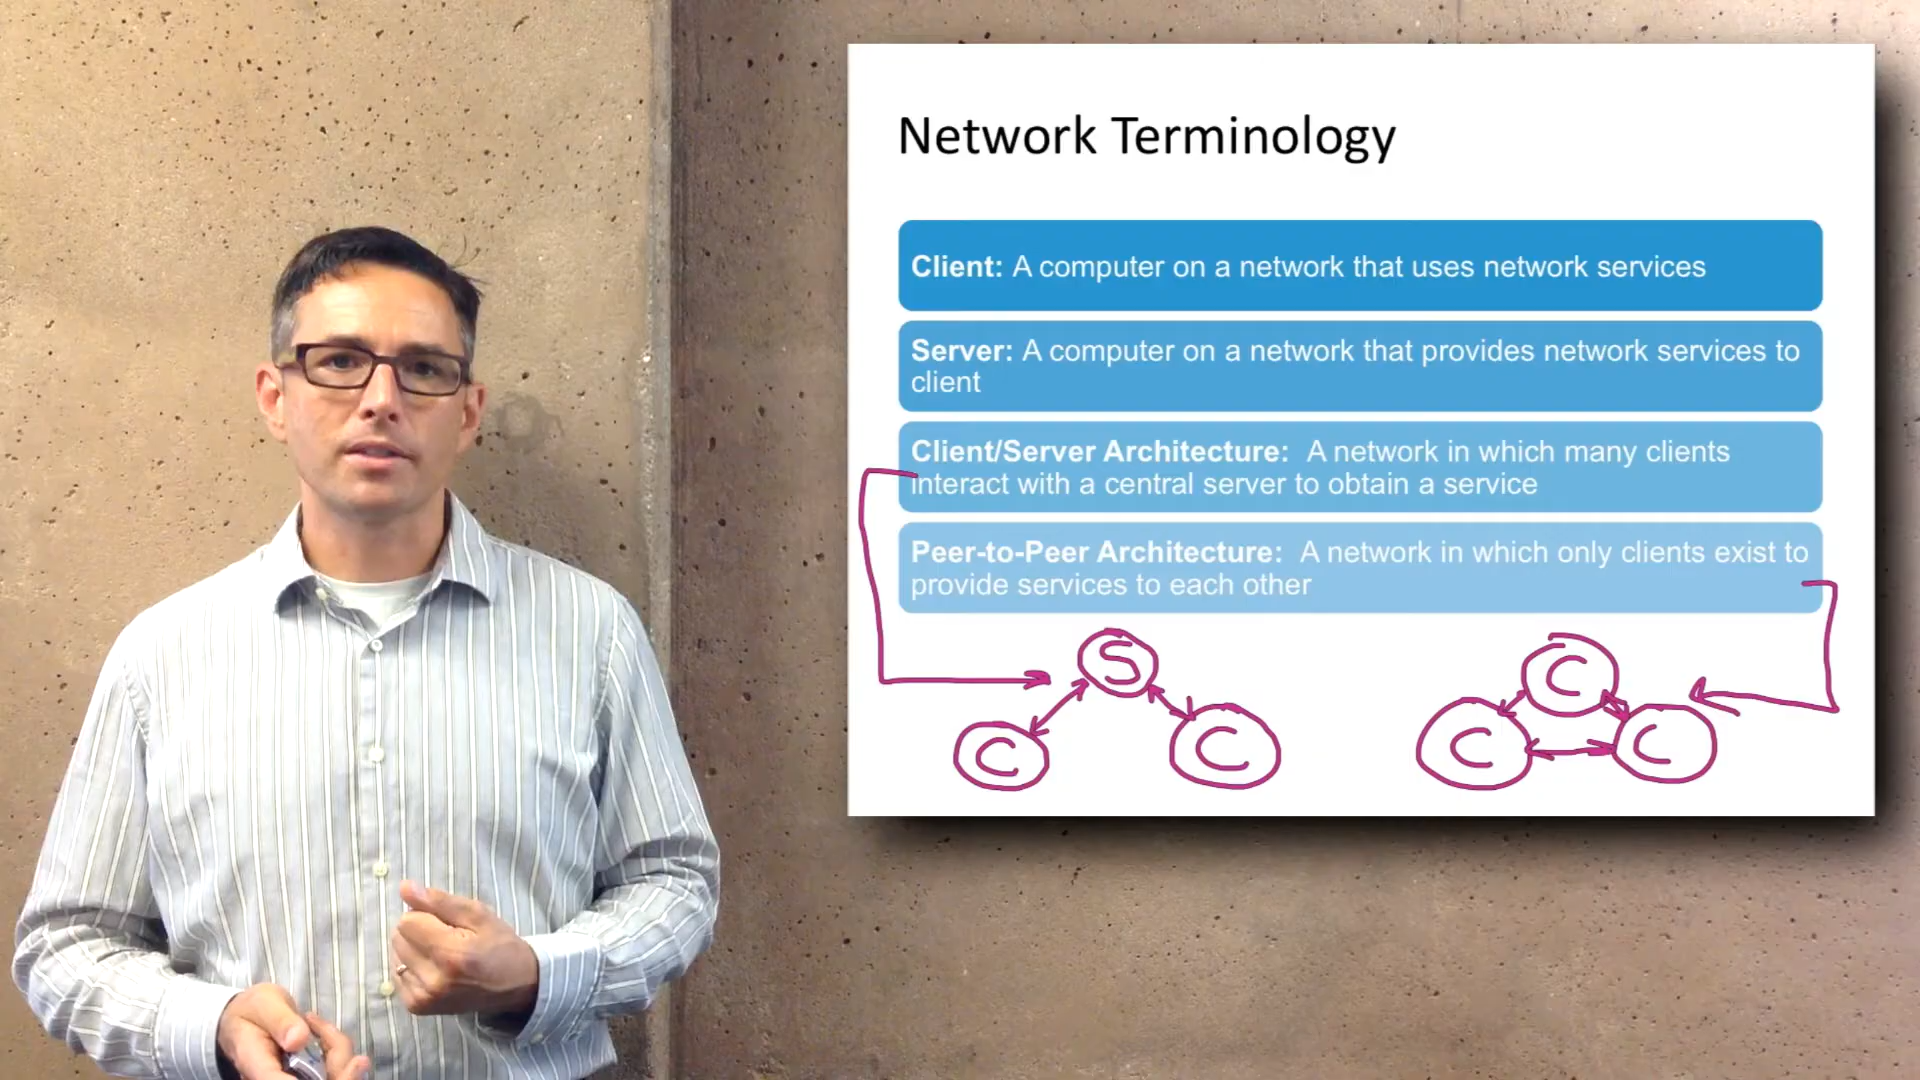 Network Terminology
Client: A computer on a network that uses network services
Server: A computer on a network that provides network services to
client
Client/Server Architecture: A network in which many clients
interact with a central server to obtain a service
Peer-to-Peer Architecture: A network in which only clients exist to
provide services to each other
S
C C
C
C C